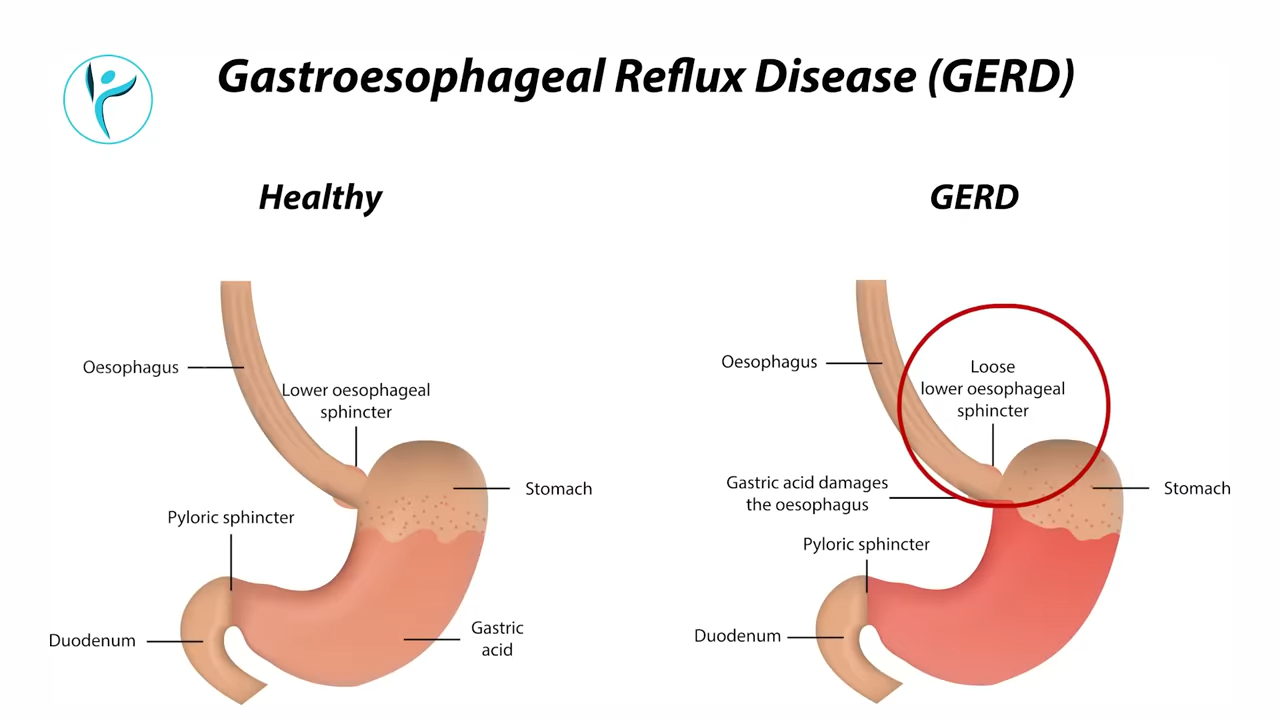 Gastroesophageal Reflux Disease (GERD)
Healthy
Oesophagus
Lower oesophageal
sphincter
Stomach
Pyloric sphincter
Duodenum
Gastric
acid
GERD
Oesophagus
Loose
lower oesophageal
sphincter
Gastric acid damages
the oesophagus
Stomach
Pyloric sphincter
Duodenum